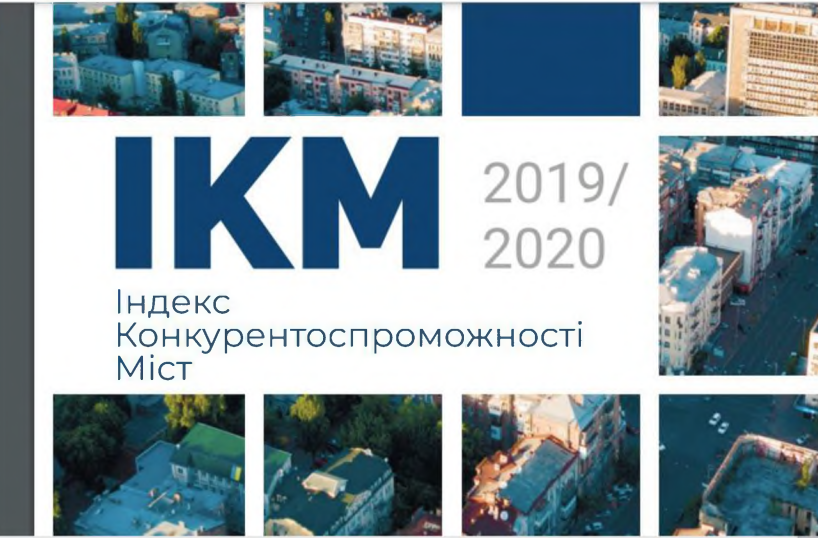 ІКМ
2019/
2020
Індекс
Конкурентоспроможності
Міст